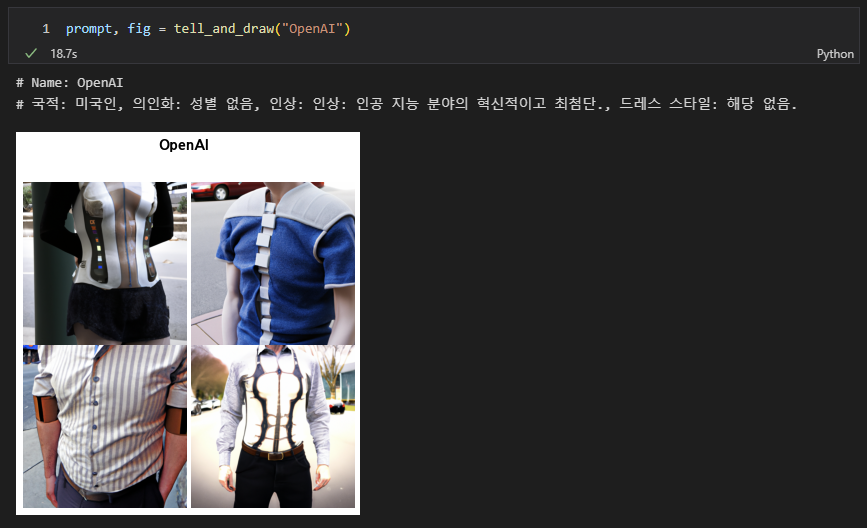 1 prompt, fig = tell_and_draw("OpenAI")
18.7s
Python
# Name: OpenAI
# 국적: 미국인, 의인화: 성별 없음, 인상: 인상: 인공 지능 분야의 혁신적이고 최첨단., 드레스 스타일: 해당 없음.
OpenAI